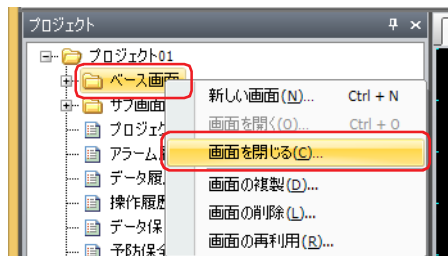 プロジェクト
プロジェクト01
ベース画面
サブ画面
プロジェク
アラーム
データ履
操作履歴
データ保
予防保全
新しい画面(N)... Ctrl + N
画面を開く(O)... Ctrl + O
画面を閉じる(C)...
画面の複製(D)...
画面の削除(L)...
画面の再利用(R)...